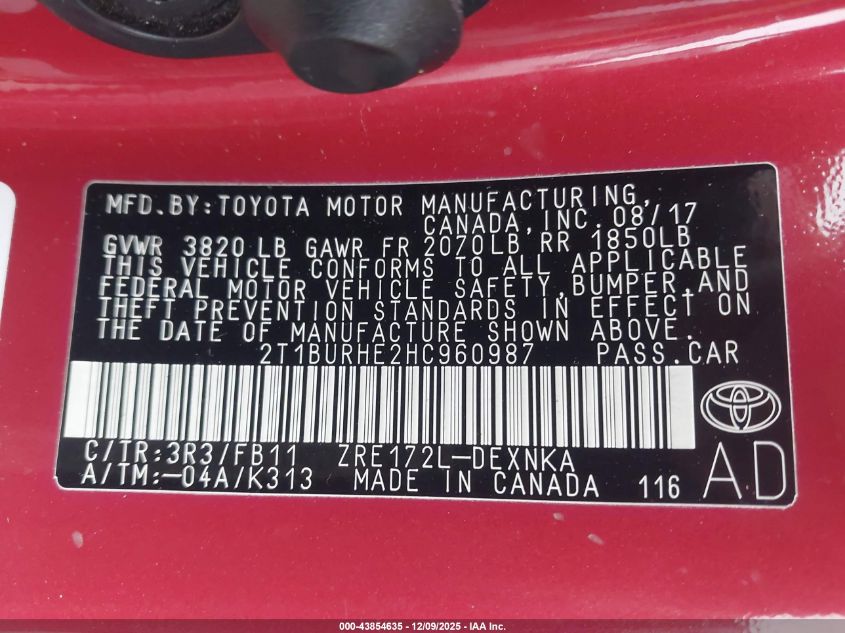 MFD.BY:TOYOTA MOTOR MANUFACTURING,
CANADA,INC. 08/17
GVWR 3820 LB GAWR FR 2070LB RR 1850LB
THIS VEHICLE CONFORMS TO ALL APPLICABLE
FEDERAL MOTOR VEHICLE SAFETY,BUMPER,AND
THEFT PREVENTION STANDARDS IN EFFECT ON
THE DATE OF MANUFACTURE SHOWN ABOVE.
2T1BURHE2HC960987 PASS.CAR
C/TR:3R3/FB11 ZRE172L-DEXNKA
A/TM:-04A/K313 MADE IN CANADA 116 AD
000-43854635 - 12/09/2025 - IAA Inc.